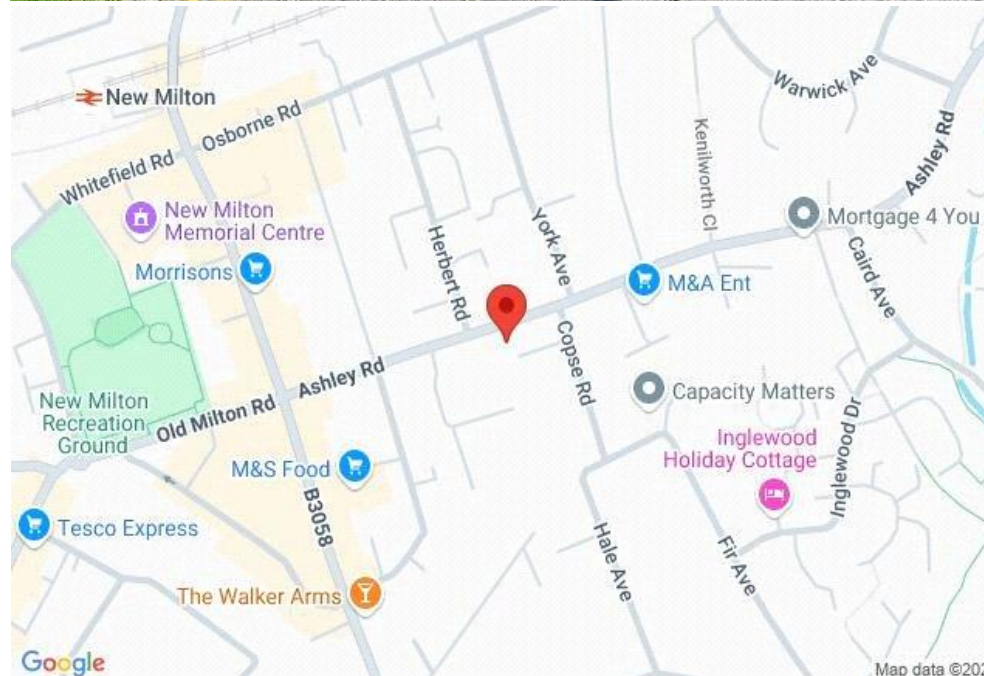 New Milton
Osborne Rd
Whitefield Rd
Warwick Ave
Kenilworth Cl
Ashley Rd
New Milton
Memorial Centre
Morrisons
Herbert Rd
York Ave
Mortgage 4 You
Caird Ave
M&A Ent
Copse Rd
Ashley Rd
Old Milton Rd
New Milton
Recreation
Ground
Capacity Matters
Inglewood
Holiday Cottage
Inglewood Dr
M&S Food
B3058
Tesco Express
Hale Ave
Fir Ave
The Walker Arms
Google
Map data